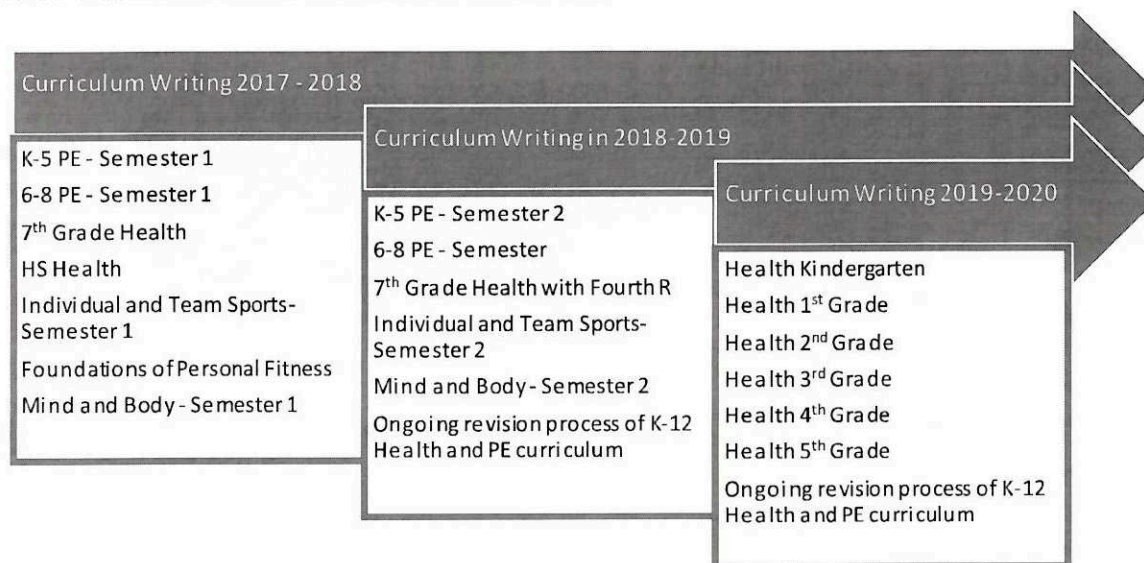 Curriculum Writing 2017 - 2018
K-5 PE - Semester 1
6-8 PE - Semester 1
7th Grade Health
HS Health
Individual and Team Sports-
Semester 1
Foundations of Personal Fitness
Mind and Body - Semester 1
Curriculum Writing in 2018-2019
K-5 PE - Semester 2
6-8 PE - Semester
7th Grade Health with Fourth R
Individual and Team Sports-
Semester 2
Mind and Body - Semester 2
Ongoing revision process of K-12
Health and PE curriculum
Curriculum Writing 2019-2020
Health Kindergarten
Health 1st Grade
Health 2nd Grade
Health 3rd Grade
Health 4th Grade
Health 5th Grade
Ongoing revision process of K-12
Health and PE curriculum